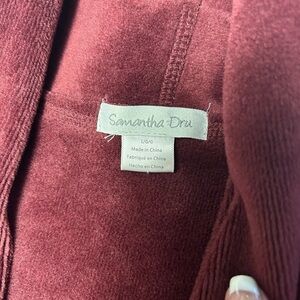 Samantha Dru
L/G/G
Made in China
Fabriqué en Chine
Hecho en China